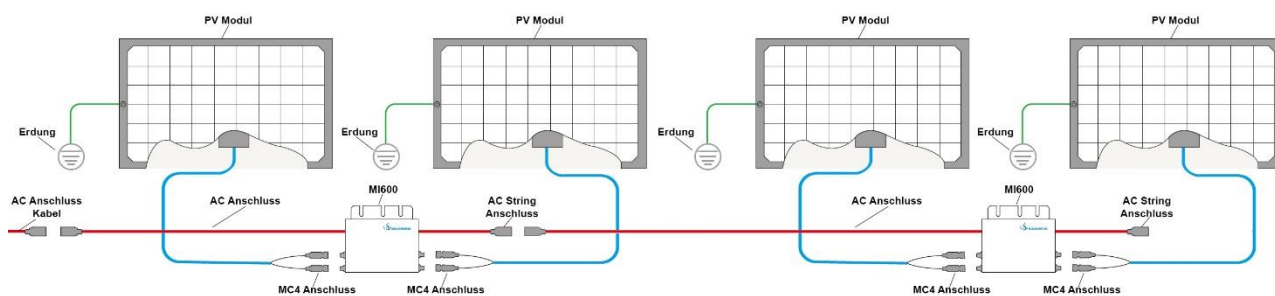 PV Modul
PV Modul
PV Modul
PV Modul
Erdung
Erdung
Erdung
Erdung
AC Anschluss
Kabel
AC Anschluss
MI600
AC String
Anschluss
AC Anschluss
MI600
AC String
Anschluss
MC4 Anschluss
MC4 Anschluss
MC4 Anschluss
MC4 Anschluss